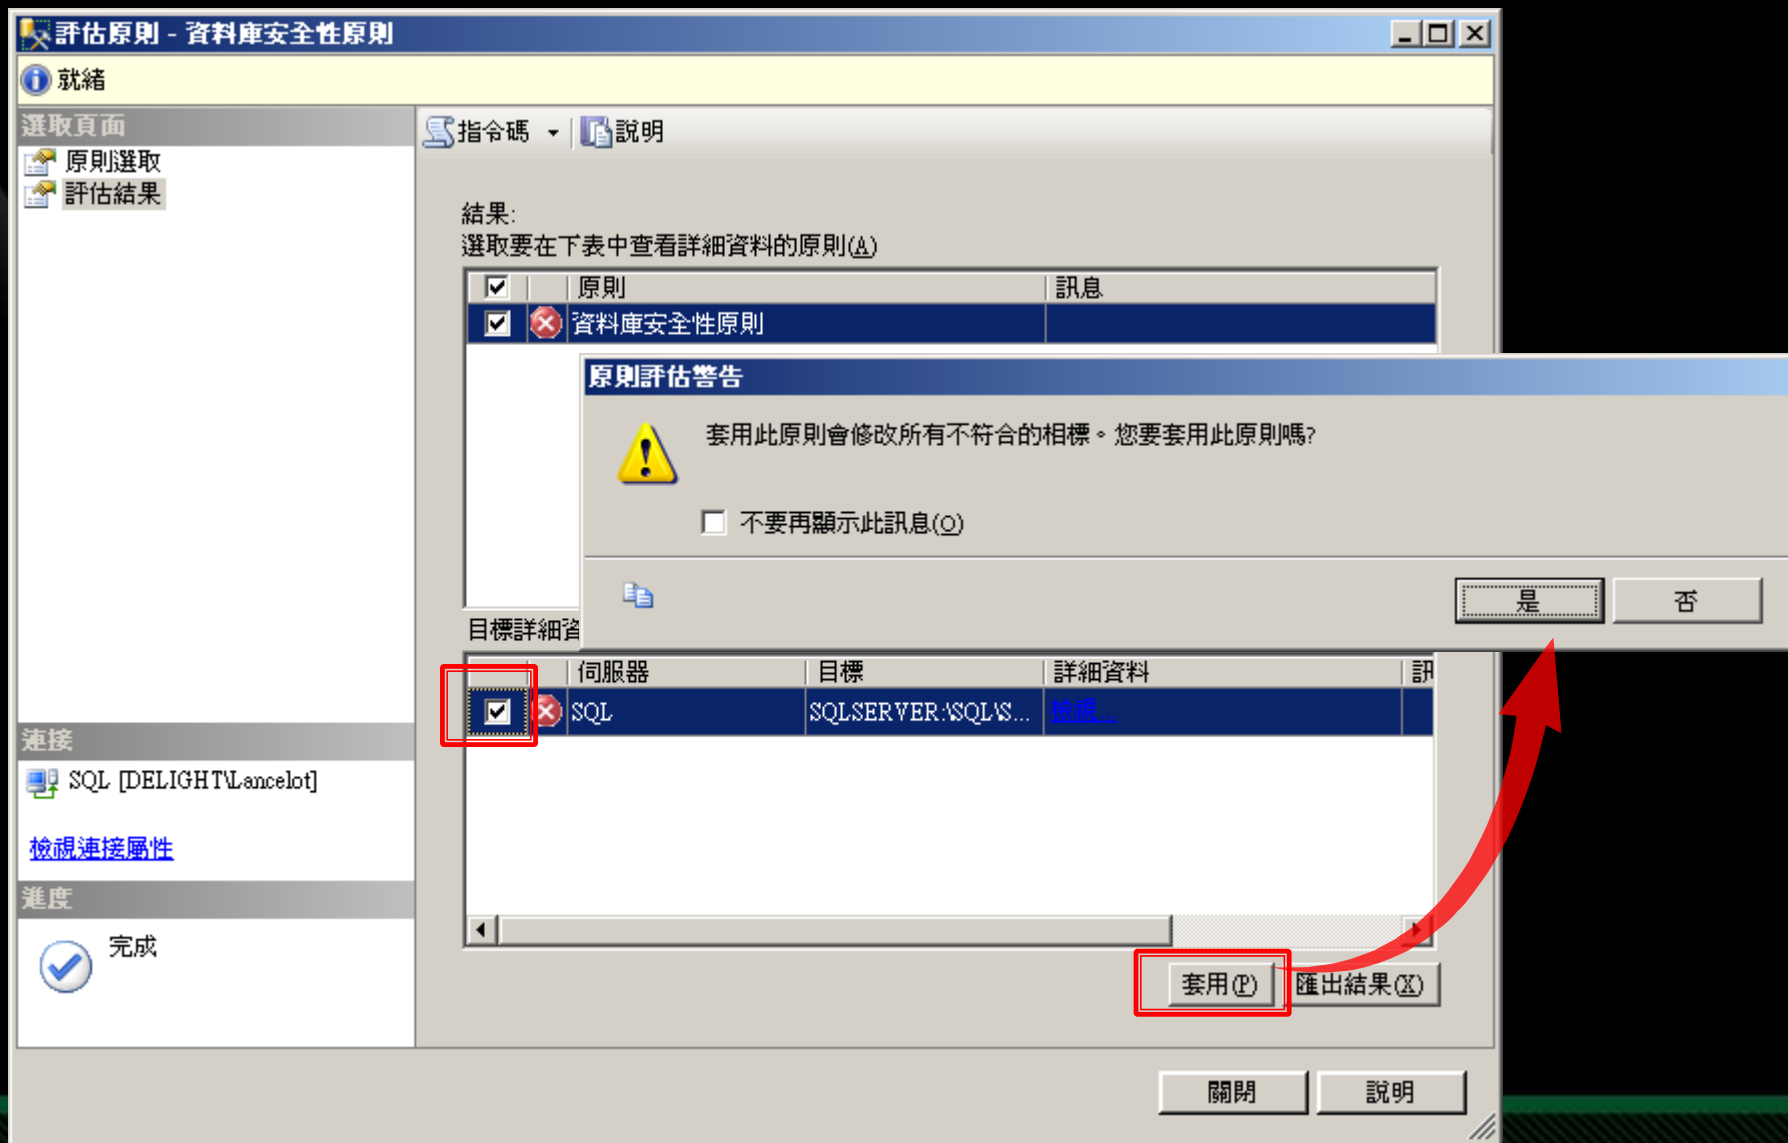 評估原則 - 資料庫安全性原則
就緒
選取頁面
原則選取
評估結果
指令碼
說明
結果:
選取要在下表中查看詳細資料的原則(A)
原則 訊息
資料庫安全性原則
原則評估警告
套用此原則會修改所有不符合的相標。您要套用此原則嗎?
不要再顯示此訊息(O)
是 否
目標詳細資
伺服器 目標 詳細資料 訊
SQL SQLSERVER:\SQL\S... 檢視...
連接
SQL [DELIGHT\Lancelot]
檢視連接屬性
進度
完成
套用(P) 匯出結果(X)
關閉 說明